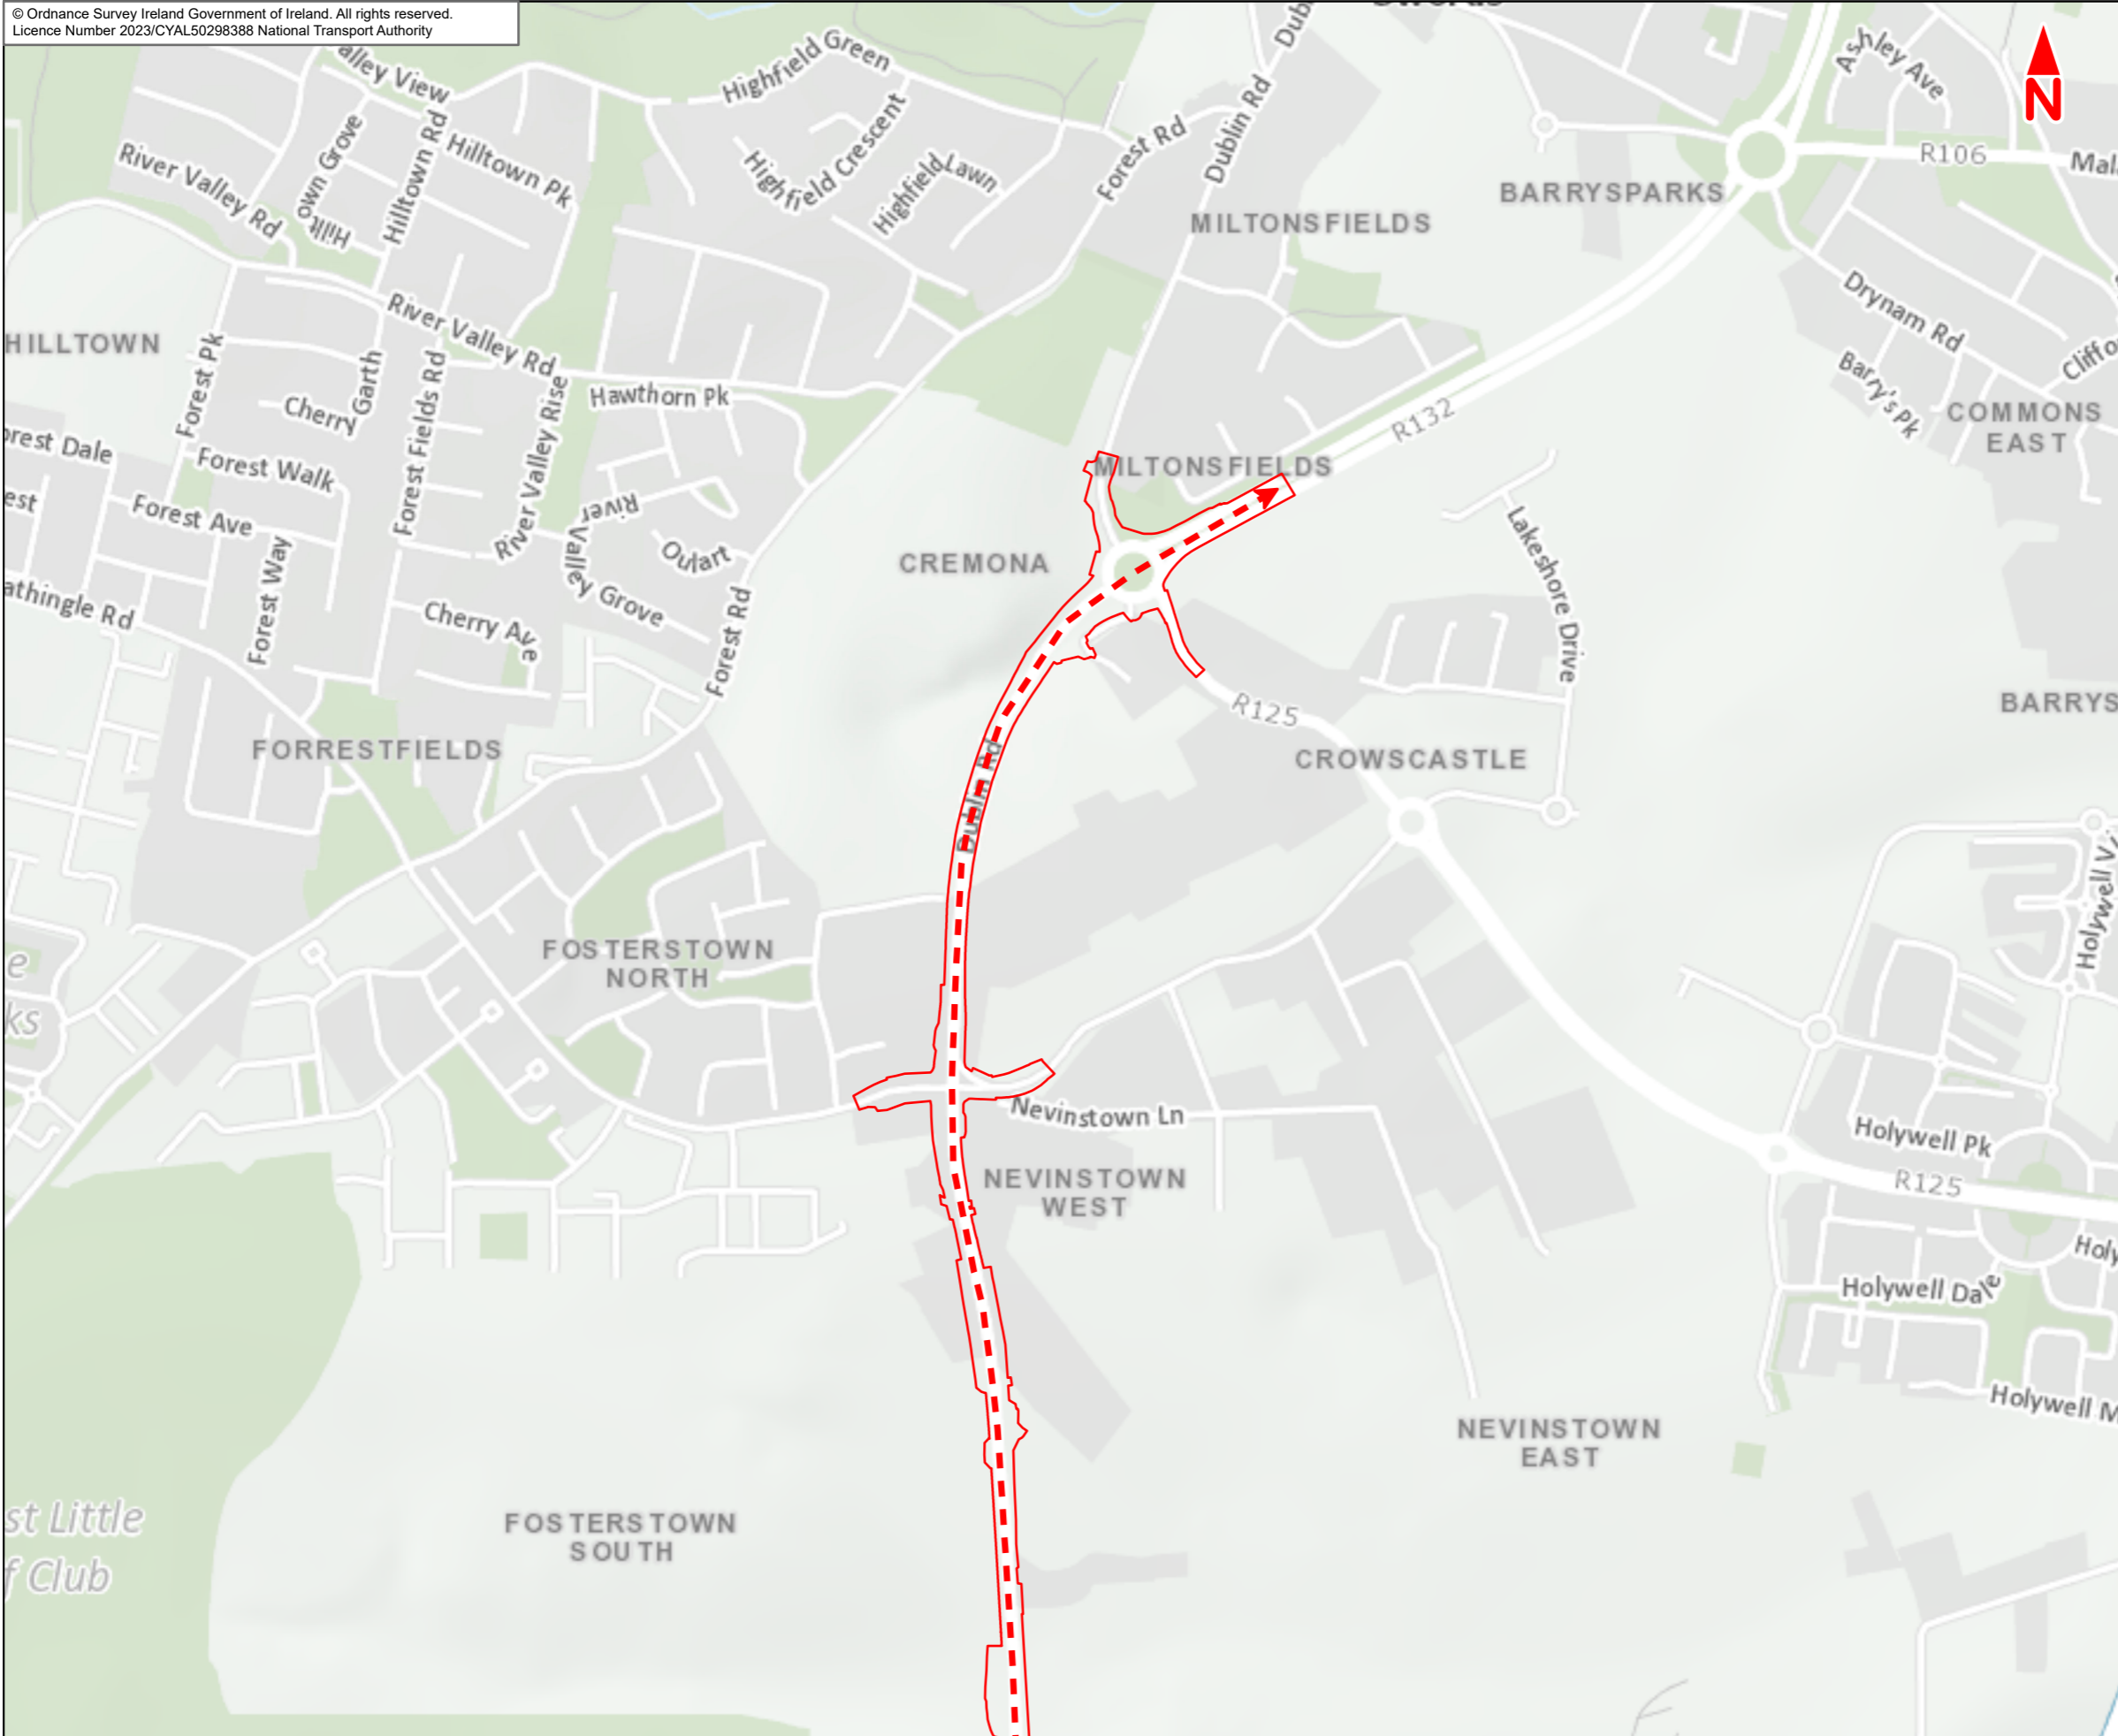 © Ordnance Survey Ireland Government of Ireland. All rights reserved.
Licence Number 2023/CYAL50298388 National Transport Authority
N
alley View
Highfield Green
Ashley Ave
Dublin Rd
Forest Rd
Hilltown Rd
Hilltown Pk
River Valley Rd
Highfield Crescent
Highfield Lawn
R106
BARRYSPARKS
MILTONSFIELDS
Drynam Rd
HILLTOWN
River Valley Rd
Forest Pk
Cherry Garth
Forest Fields Rd
River Valley Rise
Hawthorn Pk
Barry's Pk
R132
COMMONS
EAST
Forest Walk
MILTONSFIELDS
Forest Ave
River Valley Grove
Oulart
Lakeshore Drive
CREMONA
Forest Way
Cherry Ave
Forest Rd
R125
BARRYS
FORRESTFIELDS
CROWSCASTLE
Dublin Rd
FOSTERSTOWN
NORTH
Holywell
Nevinstown Ln
Holywell Pk
NEVINSTOWN
WEST
R125
Holywell Dale
Holywell M
NEVINSTOWN
EAST
FOSTERSTOWN
SOUTH
st Little
f Club